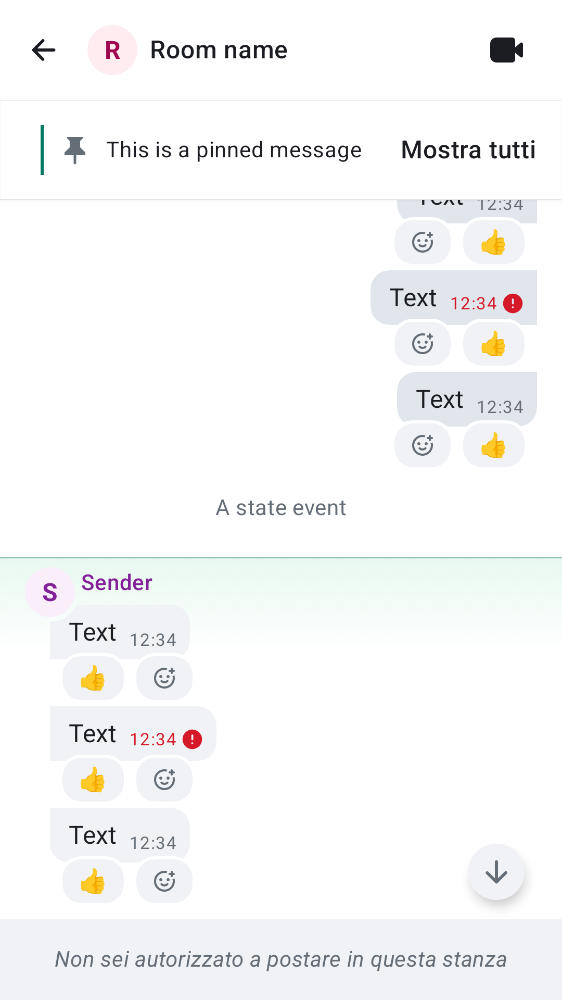 R Room name
This is a pinned message Mostra tutti
Text 12:34
👍
Text 12:34
👍
Text 12:34
👍
A state event
S Sender
Text 12:34
👍
Text 12:34
👍
Text 12:34
👍
Non sei autorizzato a postare in questa stanza